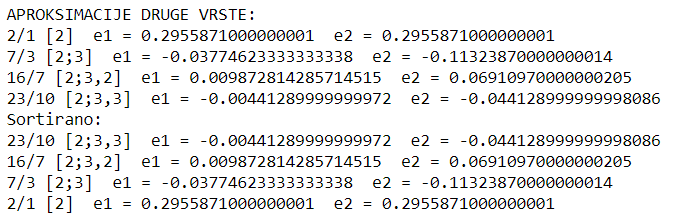 APROKSIMACIJE DRUGE VRSTE:
2/1 [2]  e1 = 0.2955871000000001  e2 = 0.2955871000000001
7/3 [2;3]  e1 = -0.03774623333333338  e2 = -0.11323870000000014
16/7 [2;3,2]  e1 = 0.009872814285714515  e2 = 0.06910970000000205
23/10 [2;3,3]  e1 = -0.00441289999999972  e2 = -0.044128999999998086
Sortirano:
23/10 [2;3,3]  e1 = -0.00441289999999972  e2 = -0.044128999999998086
16/7 [2;3,2]  e1 = 0.009872814285714515  e2 = 0.06910970000000205
7/3 [2;3]  e1 = -0.03774623333333338  e2 = -0.11323870000000014
2/1 [2]  e1 = 0.2955871000000001  e2 = 0.2955871000000001